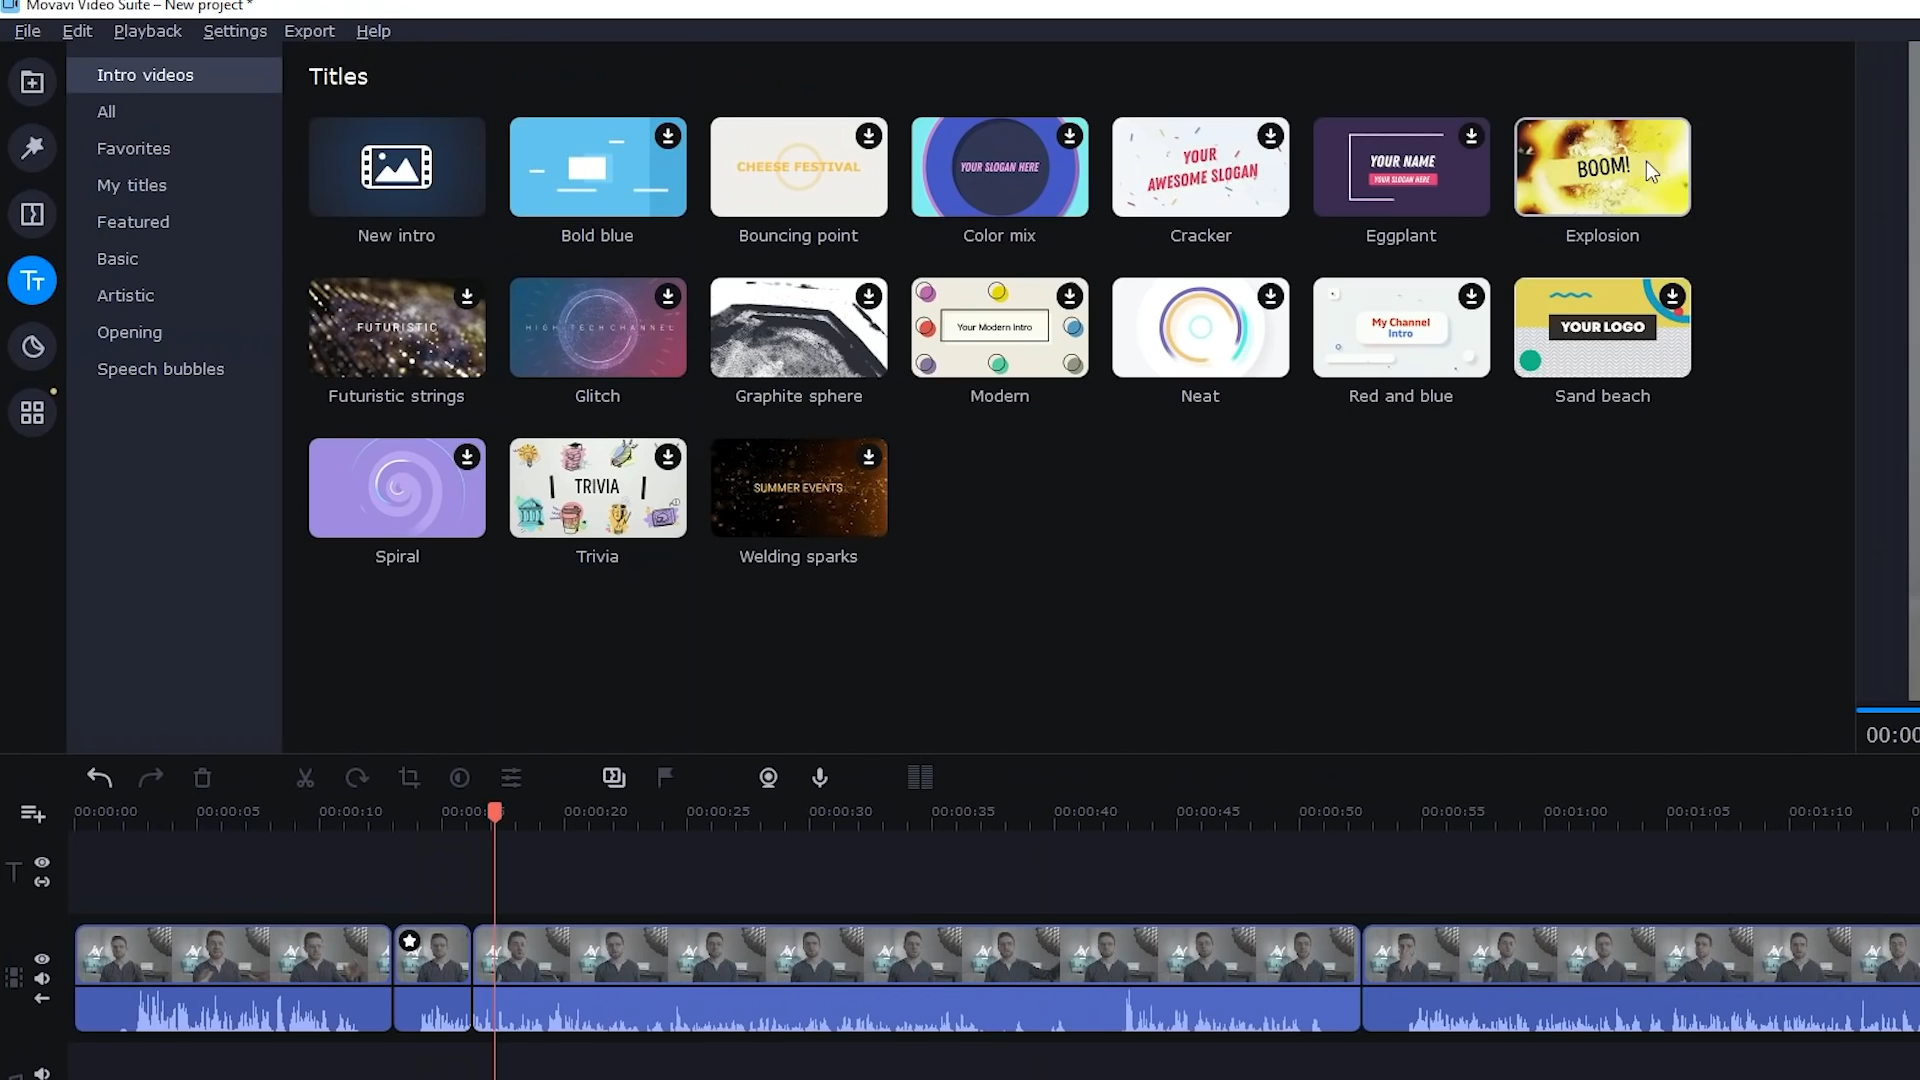 Movavi Video Suite – New project *
File Edit Playback Settings Export Help
Intro videos
All
Favorites
My titles
Featured
Basic
Artistic
Opening
Speech bubbles
Titles
CHEESE FESTIVAL
YOUR SLOGAN HERE
YOUR
AWESOME SLOGAN
YOUR NAME
YOUR SLOGAN HERE
BOOM!
New intro Bold blue Bouncing point Color mix Cracker Eggplant Explosion
FUTURISTIC
HIGH TECH CHANNEL
Your Modern Intro
My Channel
Intro
YOUR LOGO
Futuristic strings Glitch Graphite sphere Modern Neat Red and blue Sand beach
TRIVIA
SUMMER EVENTS
Spiral Trivia Welding sparks
Tт
00:00
00:00:00 00:00:05 00:00:10 00:00: 00:00:20 00:00:25 00:00:30 00:00:35 00:00:40 00:00:45 00:00:50 00:00:55 00:01:00 00:01:05 00:01:10
T